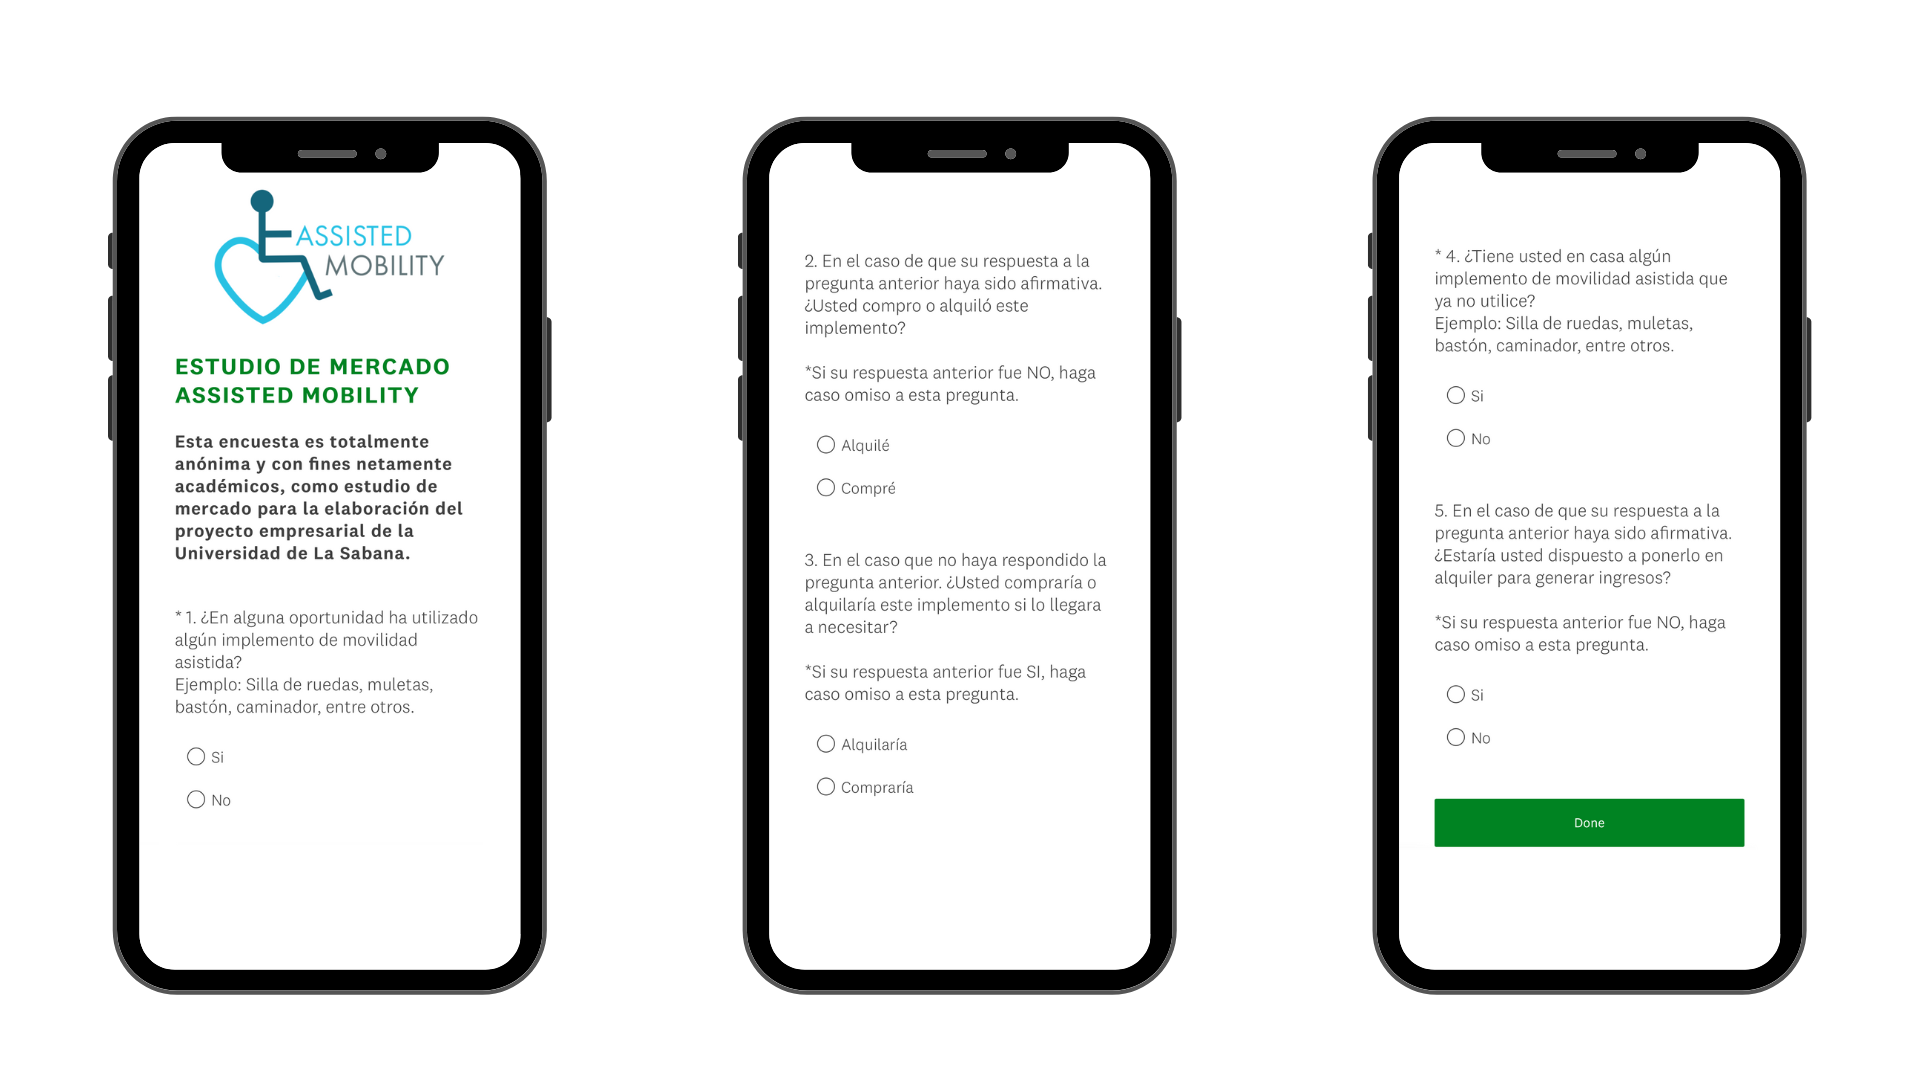 ASSISTED
MOBILITY
ESTUDIO DE MERCADO
ASSISTED MOBILITY
Esta encuesta es totalmente
anónima y con fines netamente
académicos, como estudio de
mercado para la elaboración del
proyecto empresarial de la
Universidad de La Sabana.
* 1. ¿En alguna oportunidad ha utilizado
algún implemento de movilidad
asistida?
Ejemplo: Silla de ruedas, muletas,
bastón, caminador, entre otros.
Si
No
2. En el caso de que su respuesta a la
pregunta anterior haya sido afirmativa.
¿Usted compro o alquiló este
implemento?
*Si su respuesta anterior fue NO, haga
caso omiso a esta pregunta.
Alquilé
Compré
3. En el caso que no haya respondido la
pregunta anterior. ¿Usted compraría o
alquilaría este implemento si lo llegara
a necesitar?
*Si su respuesta anterior fue SI, haga
caso omiso a esta pregunta.
Alquilaría
Compraría
* 4. ¿Tiene usted en casa algún
implemento de movilidad asistida que
ya no utilice?
Ejemplo: Silla de ruedas, muletas,
bastón, caminador, entre otros.
Si
No
5. En el caso de que su respuesta a la
pregunta anterior haya sido afirmativa.
¿Estaría usted dispuesto a ponerlo en
alquiler para generar ingresos?
*Si su respuesta anterior fue NO, haga
caso omiso a esta pregunta.
Si
No
Done